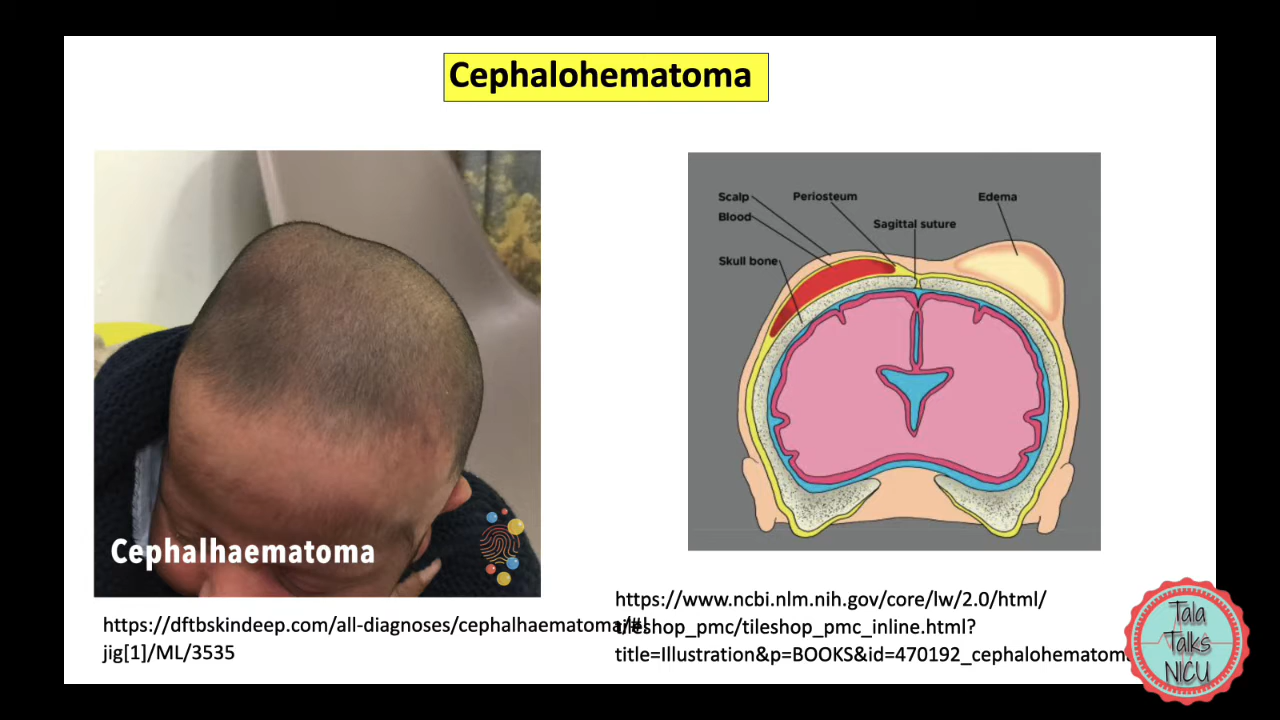 Cephalohematoma
Cephalhaematoma
https://dftbskindeep.com/all-diagnoses/cephalhaematoma/#!
jig[1]/ML/3535
Scalp
Periosteum
Edema
Blood
Sagittal suture
Skull bone
https://www.ncbi.nlm.nih.gov/core/lw/2.0/html/
tileshop_pmc/tileshop_pmc_inline.html?
title=Illustration&p=BOOKS&id=470192_cephalohematoma
Tala
Talks
NICU